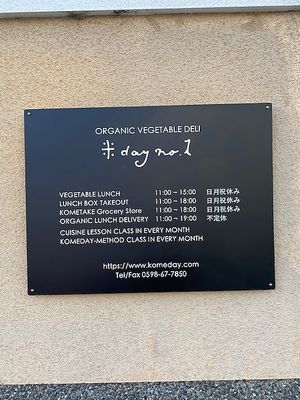 ORGANIC VEGETABLE DELI
米day no.1
VEGETABLE LUNCH 11:00 ~ 15:00 日月祝休み
LUNCH BOX TAKEOUT 11:00 ~ 18:00 日月祝休み
KOMETAKE Grocery Store 11:00 ~ 18:00 日月祝休み
ORGANIC LUNCH DELIVERY 11:00 ~ 19:00 不定休
CUISINE LESSON CLASS IN EVERY MONTH
KOMEDAY-METHOD CLASS IN EVERY MONTH
https://www.komeday.com
Tel/Fax 0598-67-7850